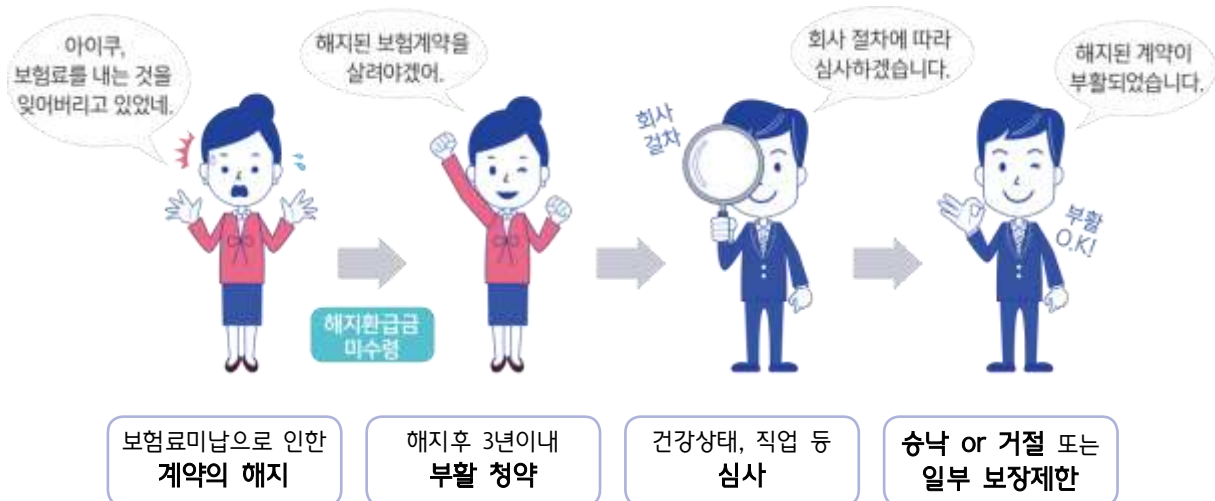 아이쿠,
보험료를 내는 것을
잊어버리고 있었네.
해지된 보험계약을
살려야겠어.
회사 절차에 따라
심사하겠습니다.
해지된 계약이
부활되었습니다.
회사
절차
부활
O.K!
해지환급금
미수령
보험료미납으로 인한
계약의 해지
해지후 3년이내
부활 청약
건강상태, 직업 등
심사
승낙 or 거절 또는
일부 보장제한